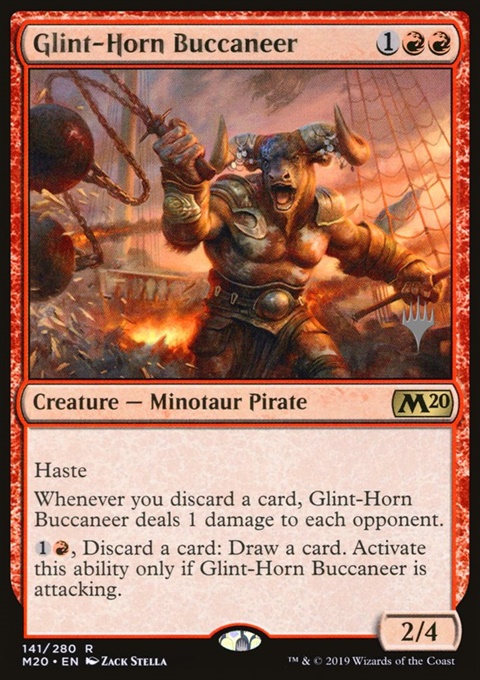 Glint-Horn Buccaneer 1
Creature — Minotaur Pirate M20
Haste
Whenever you discard a card, Glint-Horn
Buccaneer deals 1 damage to each opponent.
1, Discard a card: Draw a card. Activate
this ability only if Glint-Horn Buccaneer is
attacking.
2/4
141/280 R
M20 • EN Zack Stella
™ & © 2019 Wizards of the Coast